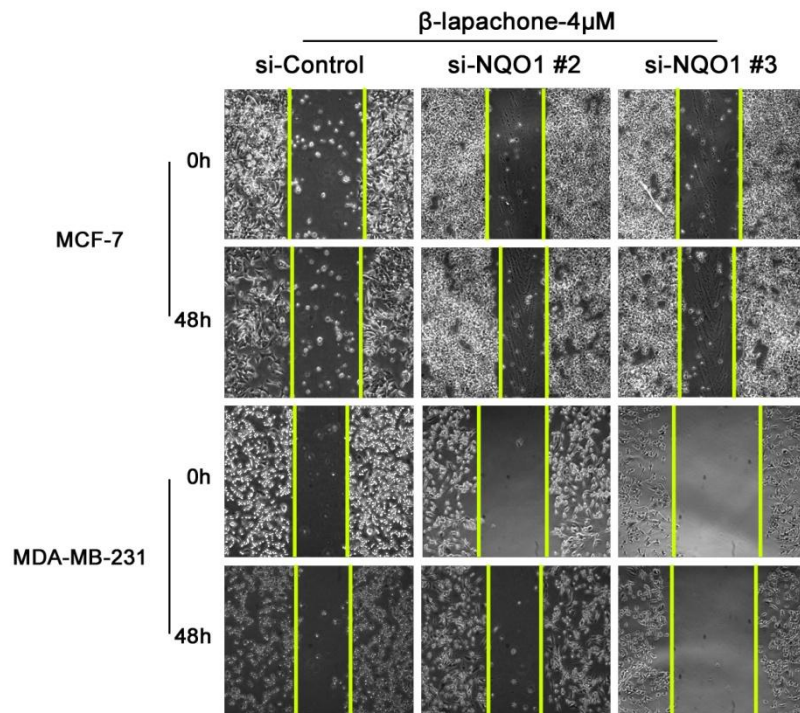 β-lapachone-4μM
si-Control si-NQO1 #2 si-NQO1 #3
0h
MCF-7
48h
0h
MDA-MB-231
48h